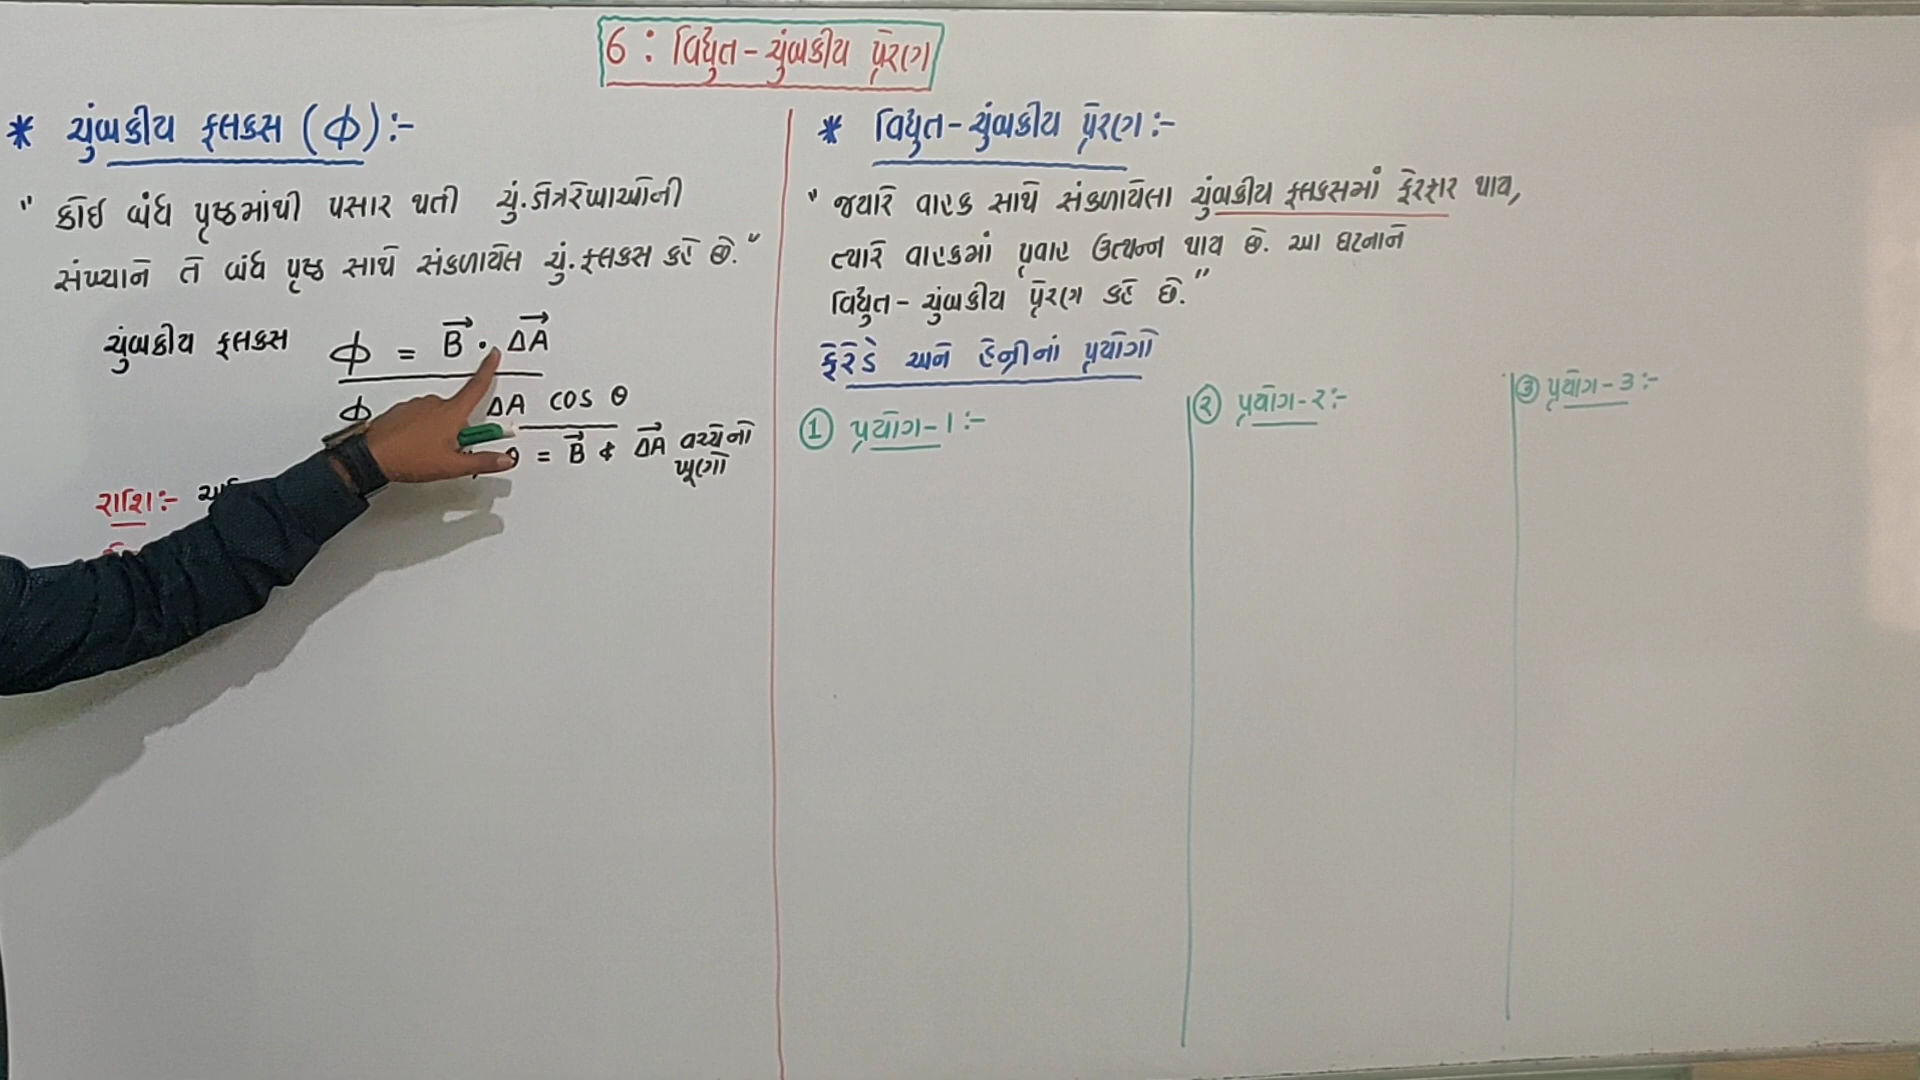 6 : વિદ્યુત - ચુંબકીય પ્રેરણ
* ચુંબકીય ફ્લક્સ (ϕ) :-
" કોઈ બંધ પૃષ્ઠમાંથી પસાર થતી ચું.ક્ષેત્રરેખાઓની
સંખ્યાને તે બંધ પૃષ્ઠ સાથે સંકળાયેલ ચું.ફ્લક્સ કહે છે."
ચુંબકીય ફ્લક્સ ϕ = B⃗ · ΔA⃗
ϕ ΔA cos θ
θ = B⃗ & ΔA⃗ વચ્ચેનો
ખૂણો
રાશિ :-
* વિદ્યુત - ચુંબકીય પ્રેરણ :-
" જ્યારે વાહક સાથે સંકળાયેલા ચુંબકીય ફ્લક્સમાં ફેરફાર થાય,
ત્યારે વાહકમાં પ્રવાહ ઉત્પન્ન થાય છે. આ ઘટનાને
વિદ્યુત - ચુંબકીય પ્રેરણ કહે છે."
ફેરેડે અને હેન્રીનાં પ્રયોગો
① પ્રયોગ - 1 :-
② પ્રયોગ - ૨ :-
③ પ્રયોગ - 3 :-